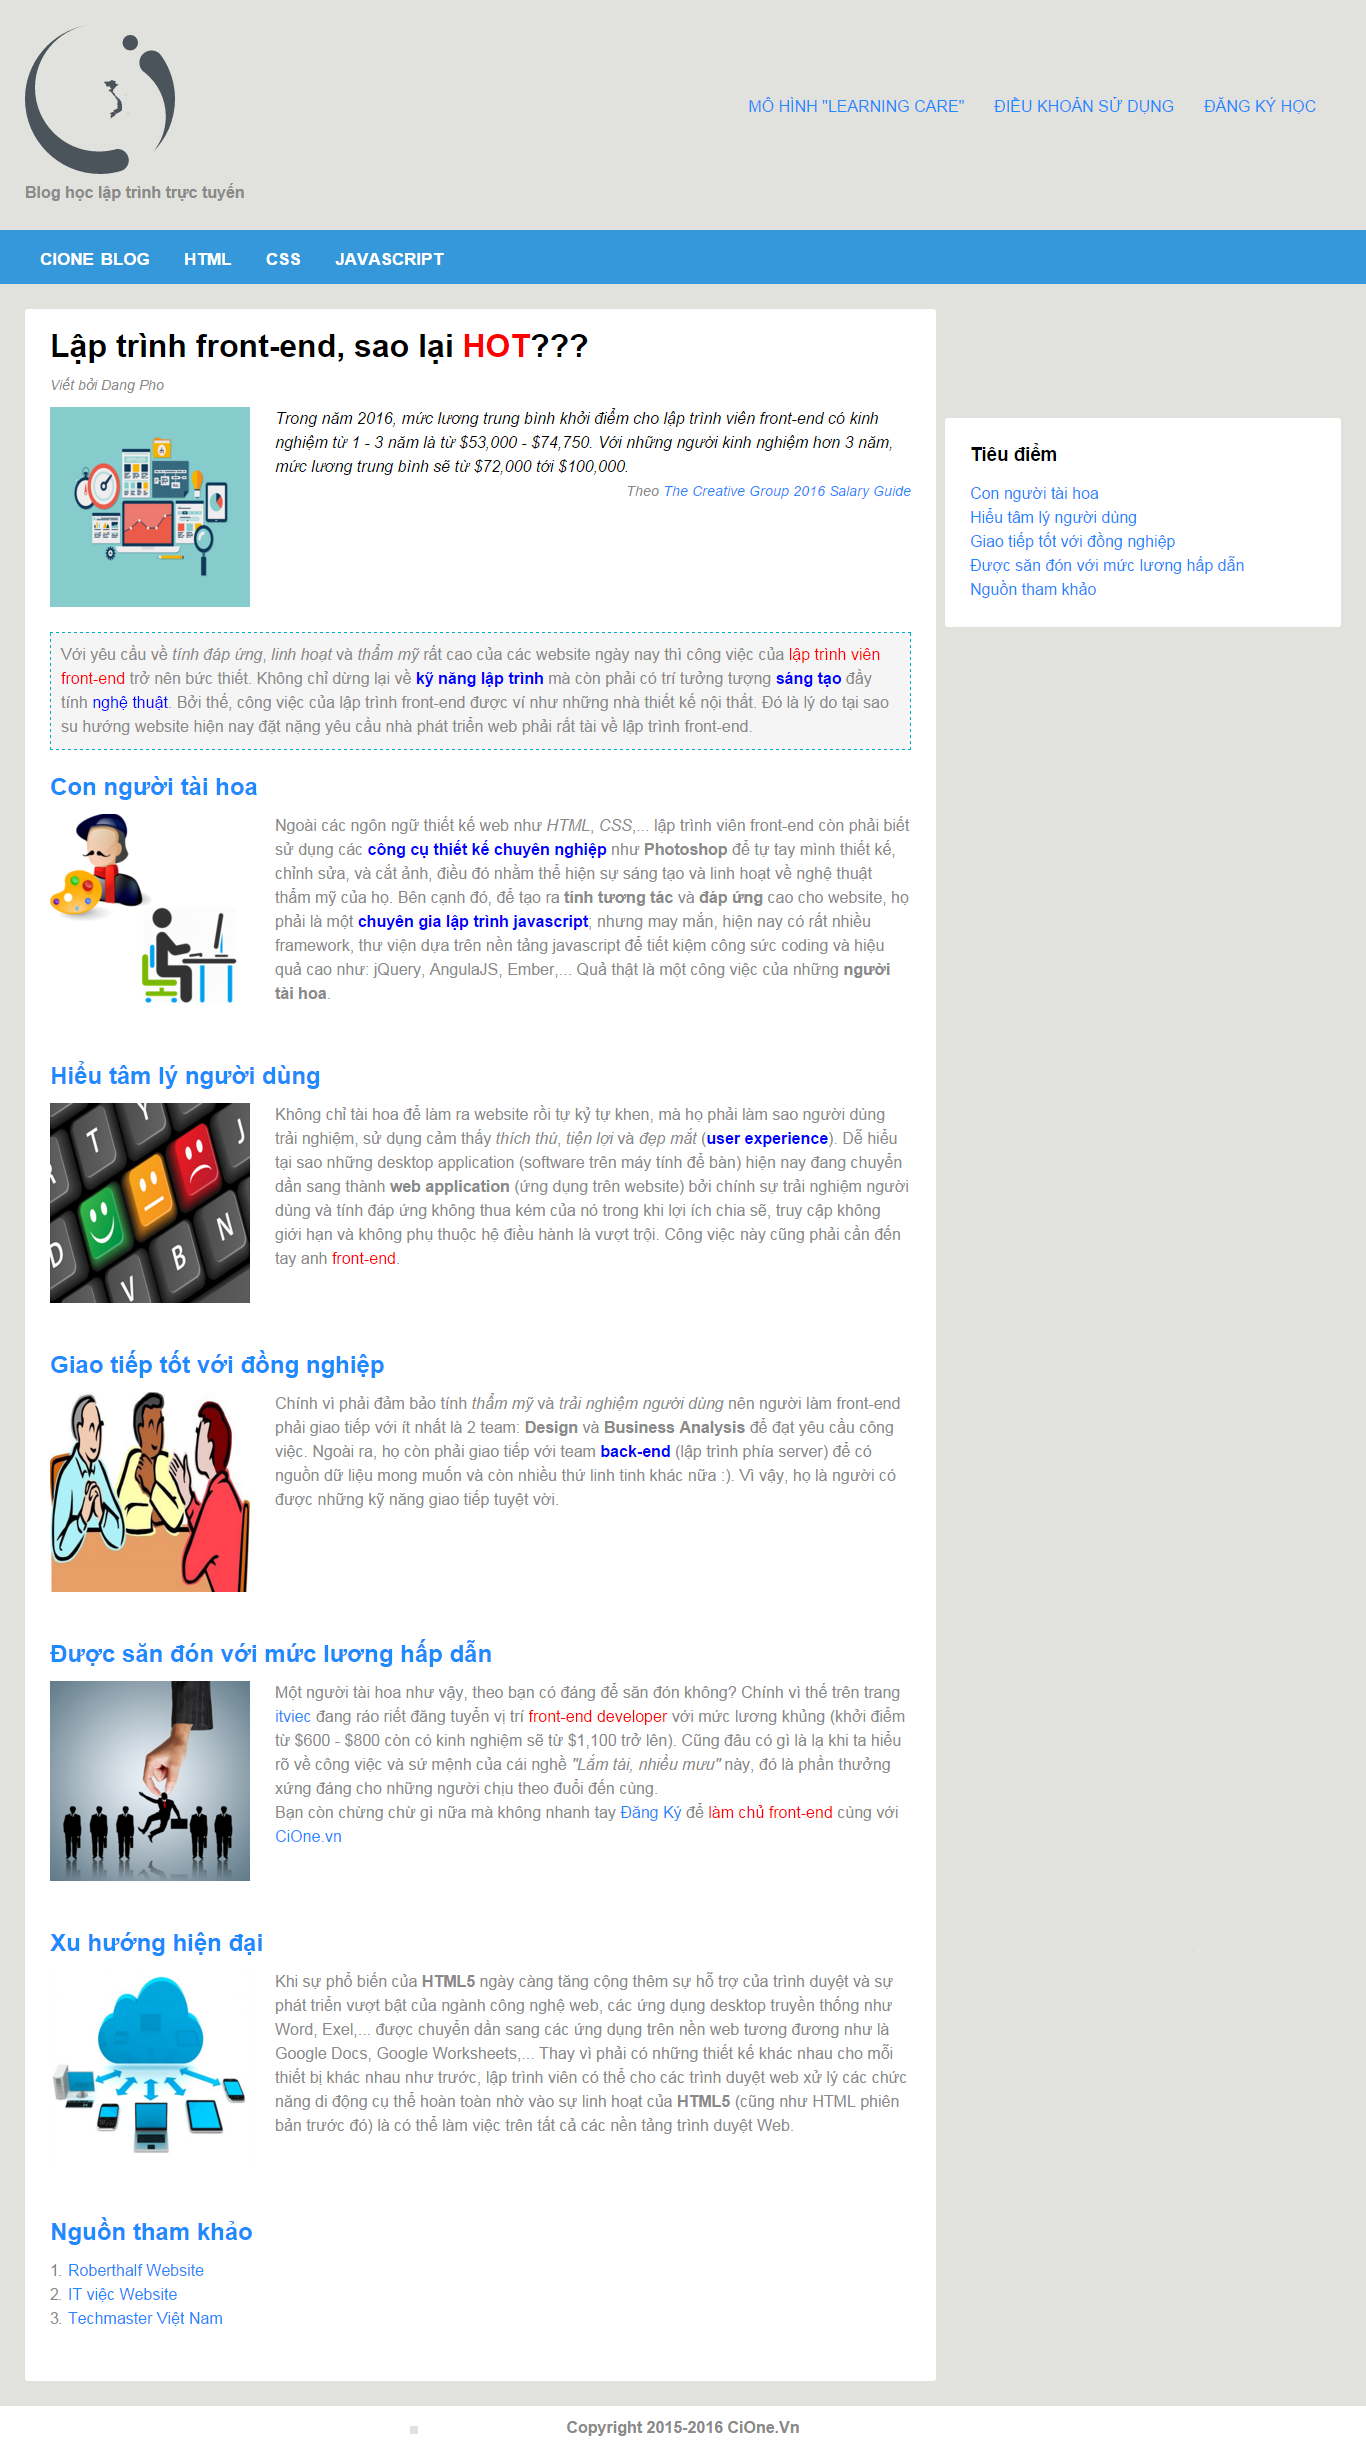 Blog học lập trình trực tuyến
MÔ HÌNH "LEARNING CARE" ĐIỀU KHOẢN SỬ DỤNG ĐĂNG KÝ HỌC
CIONE BLOG HTML CSS JAVASCRIPT
Lập trình front-end, sao lại HOT???
Viết bởi Dang Pho
Trong năm 2016, mức lương trung bình khởi điểm cho lập trình viên front-end có kinh
nghiệm từ 1 - 3 năm là từ $53,000 - $74,750. Với những người kinh nghiệm hơn 3 năm,
mức lương trung bình sẽ từ $72,000 tới $100,000.
Theo The Creative Group 2016 Salary Guide
Với yêu cầu về tính đáp ứng, linh hoạt và thẩm mỹ rất cao của các website ngày nay thì công việc của lập trình viên
front-end trở nên bức thiết. Không chỉ dừng lại về kỹ năng lập trình mà còn phải có trí tưởng tượng sáng tạo đầy
tính nghệ thuật. Bởi thế, công việc của lập trình front-end được ví như những nhà thiết kế nội thất. Đó là lý do tại sao
su hướng website hiện nay đặt nặng yêu cầu nhà phát triển web phải rất tài về lập trình front-end.
Con người tài hoa
Ngoài các ngôn ngữ thiết kế web như HTML, CSS,... lập trình viên front-end còn phải biết
sử dụng các công cụ thiết kế chuyên nghiệp như Photoshop để tự tay mình thiết kế,
chỉnh sửa, và cắt ảnh, điều đó nhằm thể hiện sự sáng tạo và linh hoạt về nghệ thuật
thẩm mỹ của họ. Bên cạnh đó, để tạo ra tính tương tác và đáp ứng cao cho website, họ
phải là một chuyên gia lập trình javascript; nhưng may mắn, hiện nay có rất nhiều
framework, thư viện dựa trên nền tảng javascript để tiết kiệm công sức coding và hiệu
quả cao như: jQuery, AngulaJS, Ember,... Quả thật là một công việc của những người
tài hoa.
Hiểu tâm lý người dùng
Không chỉ tài hoa để làm ra website rồi tự kỷ tự khen, mà họ phải làm sao người dùng
trải nghiệm, sử dụng cảm thấy thích thú, tiện lợi và đẹp mắt (user experience). Dễ hiểu
tại sao những desktop application (software trên máy tính để bàn) hiện nay đang chuyển
dần sang thành web application (ứng dụng trên website) bởi chính sự trải nghiệm người
dùng và tính đáp ứng không thua kém của nó trong khi lợi ích chia sẽ, truy cập không
giới hạn và không phụ thuộc hệ điều hành là vượt trội. Công việc này cũng phải cần đến
tay anh front-end.
Giao tiếp tốt với đồng nghiệp
Chính vì phải đảm bảo tính thẩm mỹ và trải nghiệm người dùng nên người làm front-end
phải giao tiếp với ít nhất là 2 team: Design và Business Analysis để đạt yêu cầu công
việc. Ngoài ra, họ còn phải giao tiếp với team back-end (lập trình phía server) để có
nguồn dữ liệu mong muốn và còn nhiều thứ linh tinh khác nữa :). Vì vậy, họ là người có
được những kỹ năng giao tiếp tuyệt vời.
Được săn đón với mức lương hấp dẫn
Một người tài hoa như vậy, theo bạn có đáng để săn đón không? Chính vì thế trên trang
itviec đang ráo riết đăng tuyển vị trí front-end developer với mức lương khủng (khởi điểm
từ $600 - $800 còn có kinh nghiệm sẽ từ $1,100 trở lên). Cũng đâu có gì là lạ khi ta hiểu
rõ về công việc và sứ mệnh của cái nghề "Lắm tài, nhiều mưu" này, đó là phần thưởng
xứng đáng cho những người chịu theo đuổi đến cùng.
Bạn còn chừng chờ gì nữa mà không nhanh tay Đăng Ký để làm chủ front-end cùng với
CiOne.vn
Xu hướng hiện đại
Khi sự phổ biến của HTML5 ngày càng tăng cộng thêm sự hỗ trợ của trình duyệt và sự
phát triển vượt bật của ngành công nghệ web, các ứng dụng desktop truyền thống như
Word, Exel,... được chuyển dần sang các ứng dụng trên nền web tương đương như là
Google Docs, Google Worksheets,... Thay vì phải có những thiết kế khác nhau cho mỗi
thiết bị khác nhau như trước, lập trình viên có thể cho các trình duyệt web xử lý các chức
năng di động cụ thể hoàn toàn nhờ vào sự linh hoạt của HTML5 (cũng như HTML phiên
bản trước đó) là có thể làm việc trên tất cả các nền tảng trình duyệt Web.
Nguồn tham khảo
1. Roberthalf Website
2. IT việc Website
3. Techmaster Việt Nam
Tiêu điểm
Con người tài hoa
Hiểu tâm lý người dùng
Giao tiếp tốt với đồng nghiệp
Được săn đón với mức lương hấp dẫn
Nguồn tham khảo
Copyright 2015-2016 CiOne.Vn